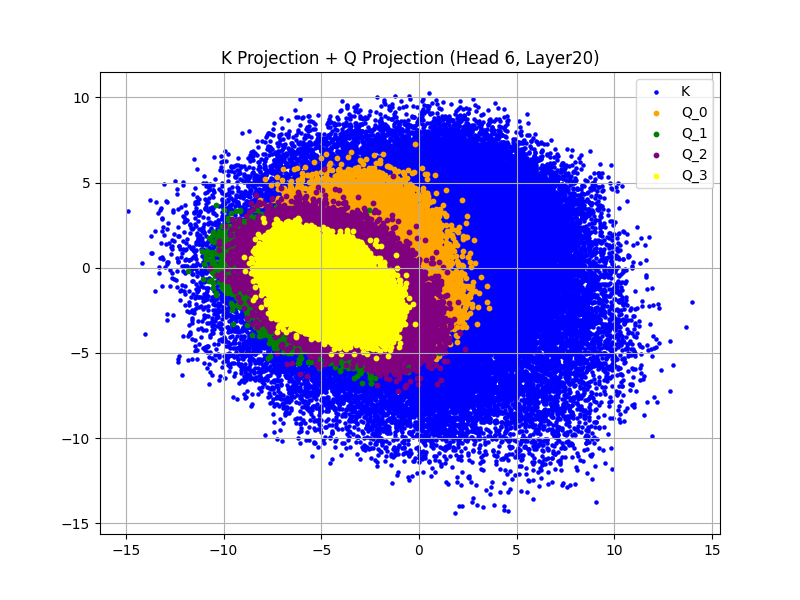 K Projection + Q Projection (Head 6, Layer20)
K
Q_0
Q_1
Q_2
Q_3
10
5
0
−5
−10
−15
−15 −10 −5 0 5 10 15